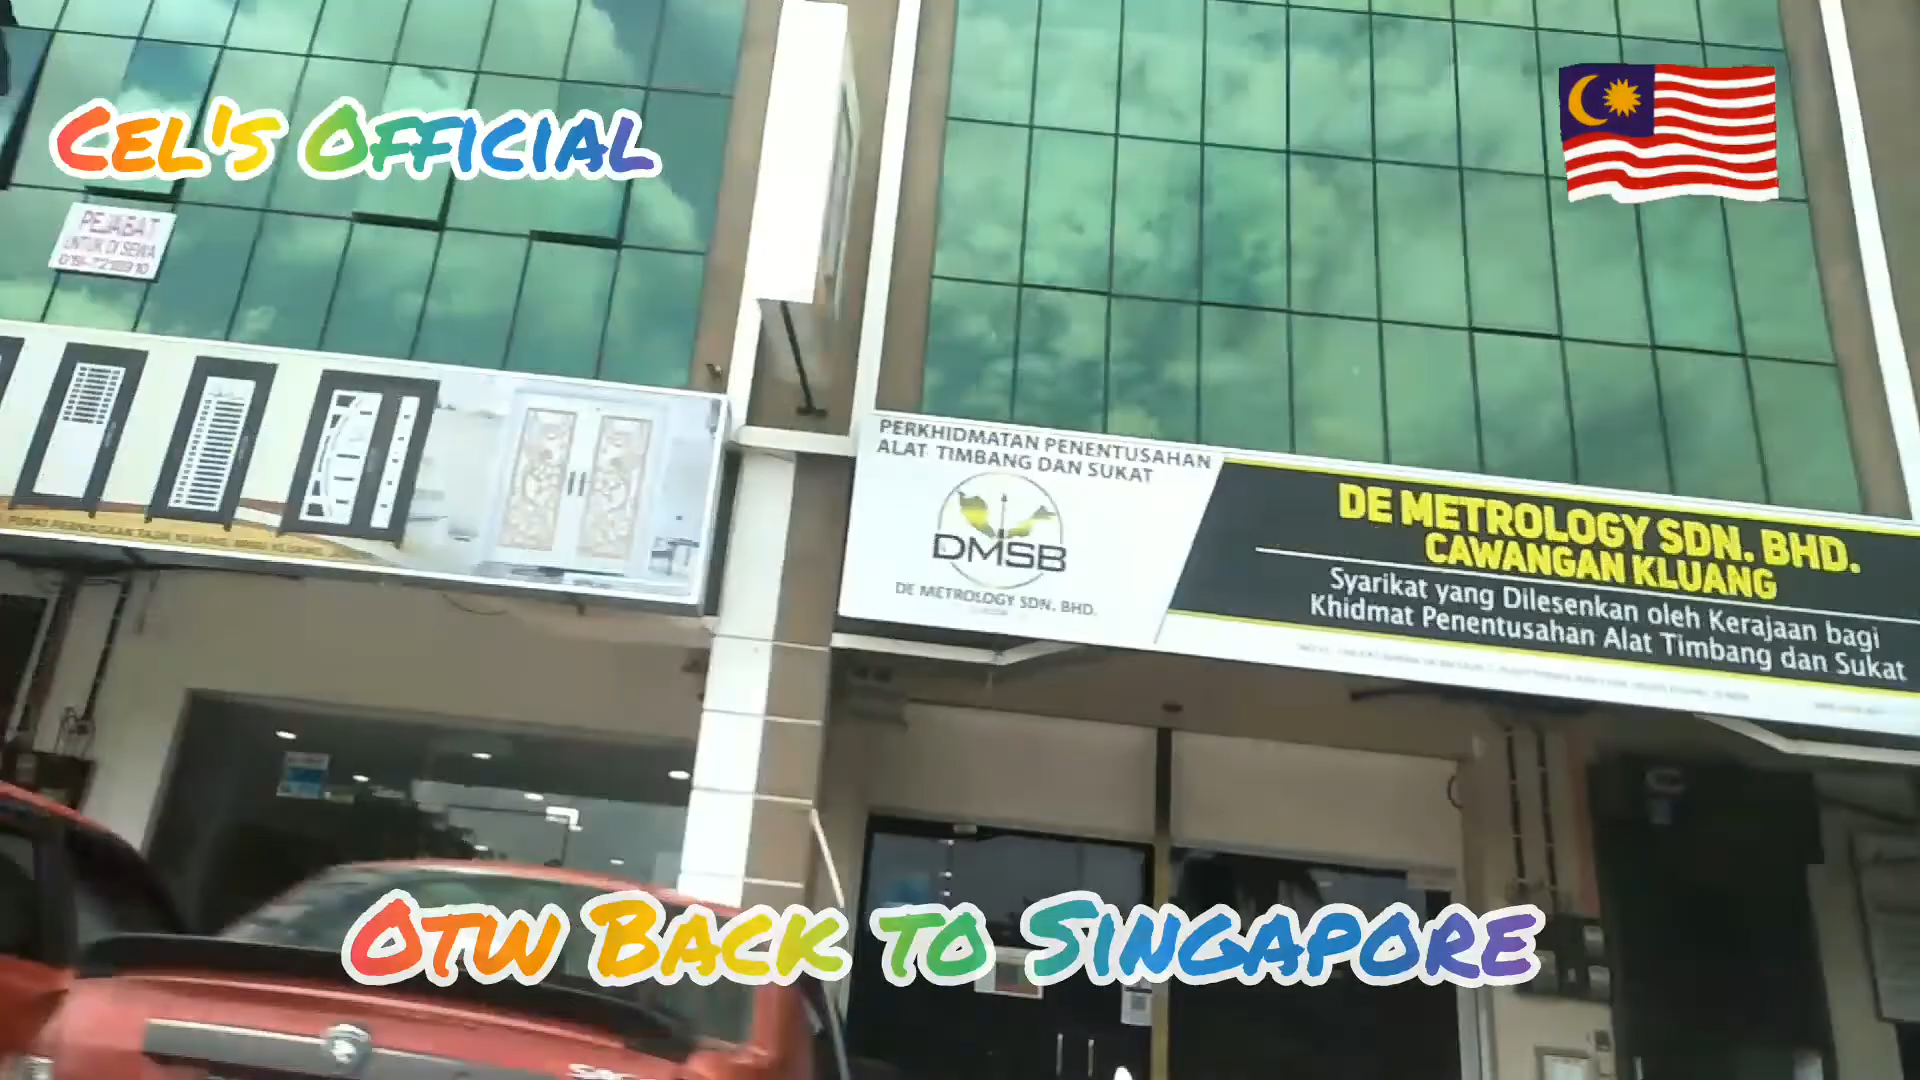 Cel's Official
PEJABAT
UNTUK DI SEWA
PERKHIDMATAN PENENTUSAHAN
ALAT TIMBANG DAN SUKAT
DMSB
DE METROLOGY SDN. BHD.
DE METROLOGY SDN. BHD.
CAWANGAN KLUANG
Syarikat yang Dilesenkan oleh Kerajaan bagi
Khidmat Penentusahan Alat Timbang dan Sukat
Otw Back to Singapore